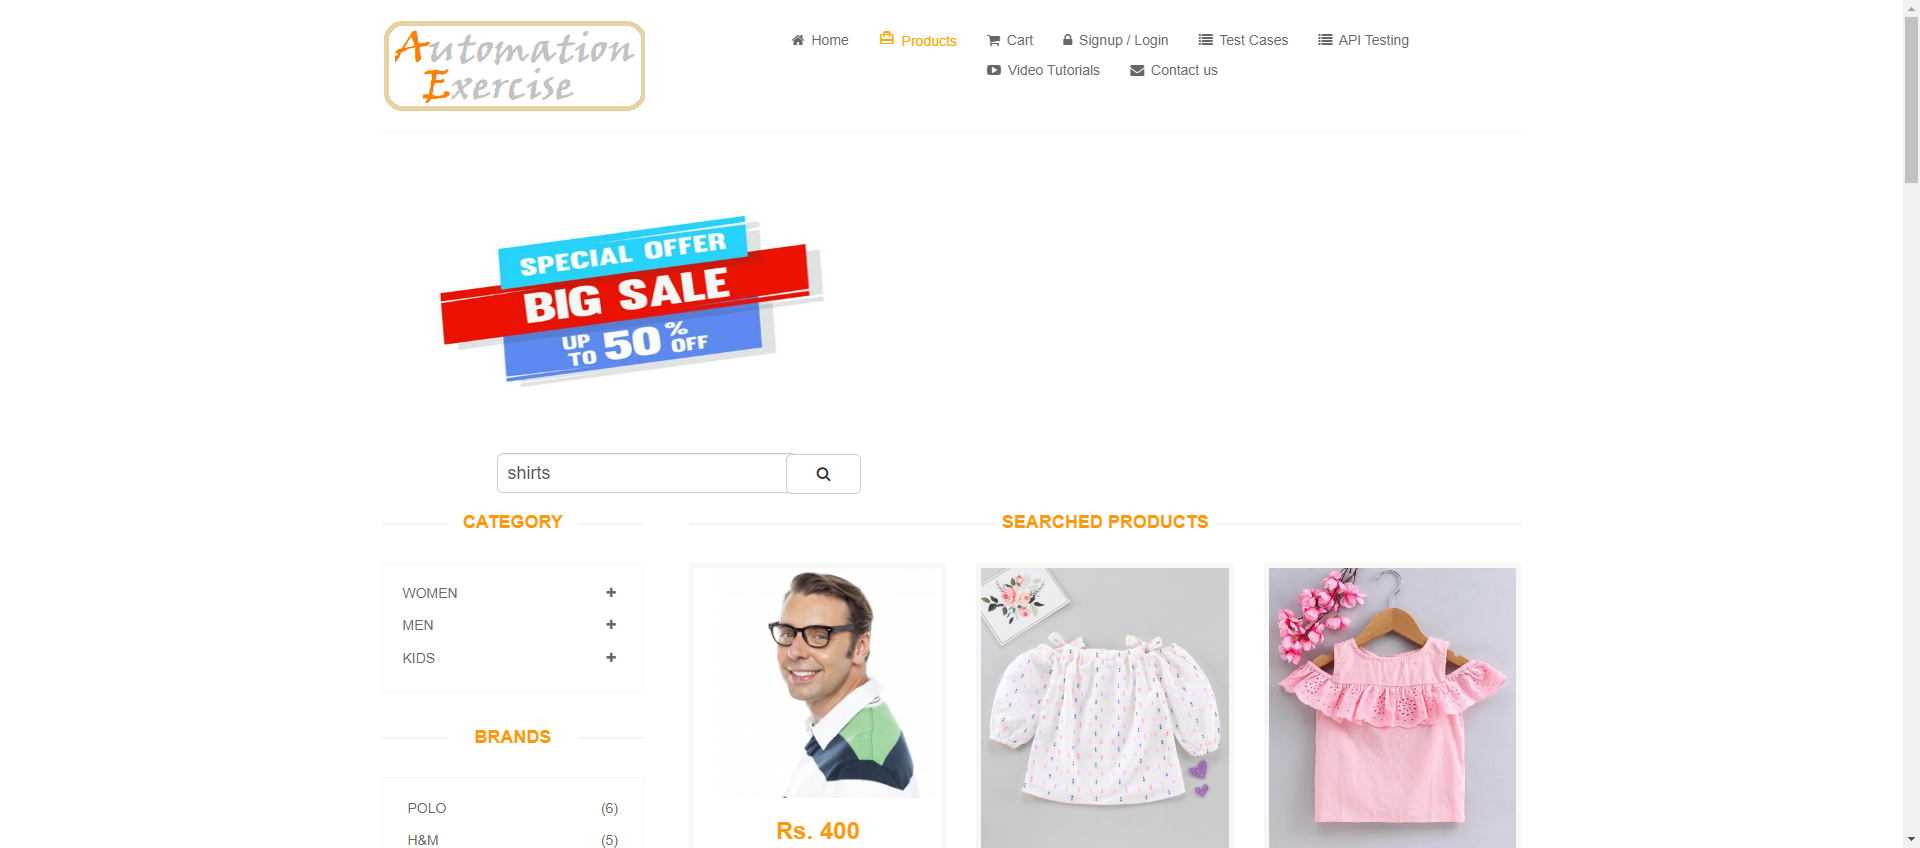 Automation
Exercise
Home
Products
Cart
Signup / Login
Test Cases
API Testing
Video Tutorials
Contact us
SPECIAL OFFER
BIG SALE
UP TO 50% OFF
shirts
CATEGORY
WOMEN
MEN
KIDS
BRANDS
POLO (6)
H&M (5)
SEARCHED PRODUCTS
Rs. 400